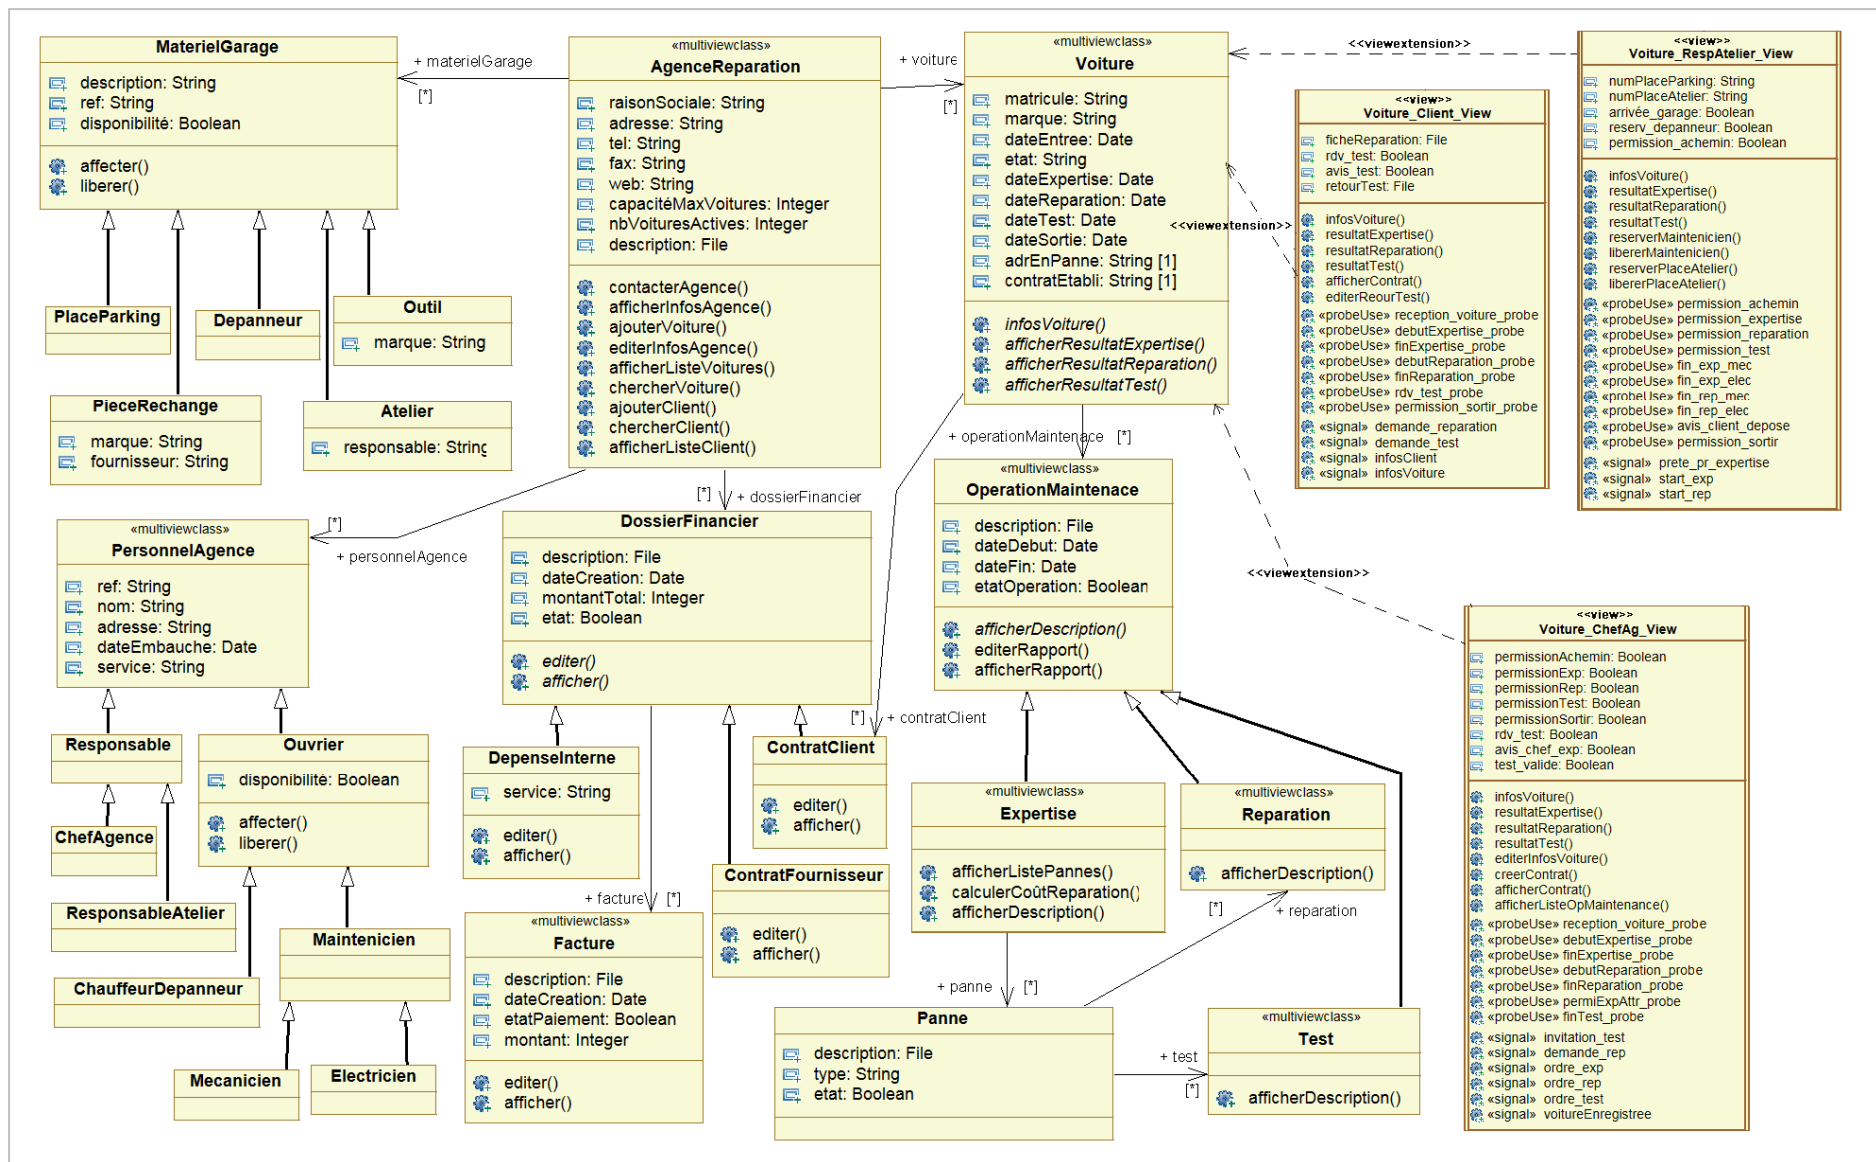 MaterielGarage
description: String
ref: String
disponibilité: Boolean
affecter()
liberer()
+ materielGarage
[*]
«multiviewclass»
AgenceReparation
raisonSociale: String
adresse: String
tel: String
fax: String
web: String
capacitéMaxVoitures: Integer
nbVoituresActives: Integer
description: File
contacterAgence()
afficherInfosAgence()
ajouterVoiture()
editerInfosAgence()
afficherListeVoitures()
chercherVoiture()
ajouterClient()
chercherClient()
afficherListeClient()
+ voiture
[*]
«multiviewclass»
Voiture
matricule: String
marque: String
dateEntree: Date
etat: String
dateExpertise: Date
dateReparation: Date
dateTest: Date
dateSortie: Date
adrEnPanne: String [1]
contratEtabli: String [1]
infosVoiture()
afficherResultatExpertise()
afficherResultatReparation()
afficherResultatTest()
<<viewextension>>
<<viewextension>>
<<view>>
Voiture_Client_View
ficheReparation: File
rdv_test: Boolean
avis_test: Boolean
retourTest: File
infosVoiture()
resultatExpertise()
resultatReparation()
resultatTest()
afficherContrat()
editerReourTest()
«probeUse» reception_voiture_probe
«probeUse» debutExpertise_probe
«probeUse» finExpertise_probe
«probeUse» debutReparation_probe
«probeUse» finReparation_probe
«probeUse» rdv_test_probe
«probeUse» permission_sortir_probe
«signal» demande_reparation
«signal» demande_test
«signal» infosClient
«signal» infosVoiture
<<view>>
Voiture_RespAtelier_View
numPlaceParking: String
numPlaceAtelier: String
arrivée_garage: Boolean
reserv_depanneur: Boolean
permission_achemin: Boolean
infosVoiture()
resultatExpertise()
resultatReparation()
resultatTest()
reserverMaintenicien()
libererMaintenicien()
reserverPlaceAtelier()
libererPlaceAtelier()
«probeUse» permission_achemin
«probeUse» permission_expertise
«probeUse» permission_reparation
«probeUse» permission_test
«probeUse» fin_exp_mec
«probeUse» fin_exp_elec
«probeUse» fin_rep_mec
«probeUse» fin_rep_elec
«probeUse» avis_client_depose
«probeUse» permission_sortir
«signal» prete_pr_expertise
«signal» start_exp
«signal» start_rep
PlaceParking
Depanneur
Outil
marque: String
PieceRechange
marque: String
fournisseur: String
Atelier
responsable: String
[*]
+ personnelAgence
[*]
+ dossierFinancier
+ operationMaintenace
[*]
«multiviewclass»
PersonnelAgence
ref: String
nom: String
adresse: String
dateEmbauche: Date
service: String
DossierFinancier
description: File
dateCreation: Date
montantTotal: Integer
etat: Boolean
editer()
afficher()
«multiviewclass»
OperationMaintenace
description: File
dateDebut: Date
dateFin: Date
etatOperation: Boolean
afficherDescription()
editerRapport()
afficherRapport()
<<viewextension>>
[*]
+ contratClient
<<view>>
Voiture_ChefAg_View
permissionAchemin: Boolean
permissionExp: Boolean
permissionRep: Boolean
permissionTest: Boolean
permissionSortir: Boolean
rdv_test: Boolean
avis_chef_exp: Boolean
test_valide: Boolean
infosVoiture()
resultatExpertise()
resultatReparation()
resultatTest()
editerInfosVoiture()
creerContrat()
afficherContrat()
afficherListeOpMaintenance()
«probeUse» reception_voiture_probe
«probeUse» debutExpertise_probe
«probeUse» finExpertise_probe
«probeUse» debutReparation_probe
«probeUse» finReparation_probe
«probeUse» permiExpAttr_probe
«probeUse» finTest_probe
«signal» invitation_test
«signal» demande_rep
«signal» ordre_exp
«signal» ordre_rep
«signal» ordre_test
«signal» voitureEnregistree
Responsable
Ouvrier
disponibilité: Boolean
affecter()
liberer()
ChefAgence
ResponsableAtelier
Maintenicien
ChauffeurDepanneur
Mecanicien
Electricien
DepenseInterne
service: String
editer()
afficher()
ContratClient
editer()
afficher()
ContratFournisseur
editer()
afficher()
+ facture
[*]
«multiviewclass»
Facture
description: File
dateCreation: Date
etatPaiement: Boolean
montant: Integer
editer()
afficher()
«multiviewclass»
Expertise
afficherListePannes()
calculerCoûtReparation()
afficherDescription()
«multiviewclass»
Reparation
afficherDescription()
[*]
+ reparation
+ panne
[*]
Panne
description: File
type: String
etat: Boolean
+ test
[*]
«multiviewclass»
Test
afficherDescription()